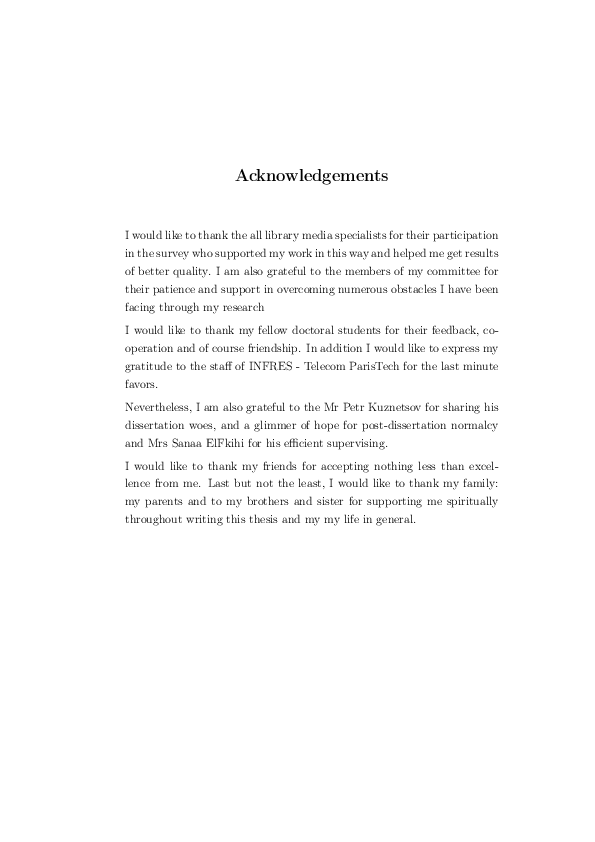 Acknowledgements
I would like to thank the all library media specialists for their participation
in the survey who supported my work in this way and helped me get results
of better quality. I am also grateful to the members of my committee for
their patience and support in overcoming numerous obstacles I have been
facing through my research
I would like to thank my fellow doctoral students for their feedback, co-
operation and of course friendship. In addition I would like to express my
gratitude to the staff of INFRES - Telecom ParisTech for the last minute
favors.
Nevertheless, I am also grateful to the Mr Petr Kuznetsov for sharing his
dissertation woes, and a glimmer of hope for post-dissertation normalcy
and Mrs Sanaa ElFkihi for his efficient supervising.
I would like to thank my friends for accepting nothing less than excel-
lence from me. Last but not the least, I would like to thank my family:
my parents and to my brothers and sister for supporting me spiritually
throughout writing this thesis and my my life in general.